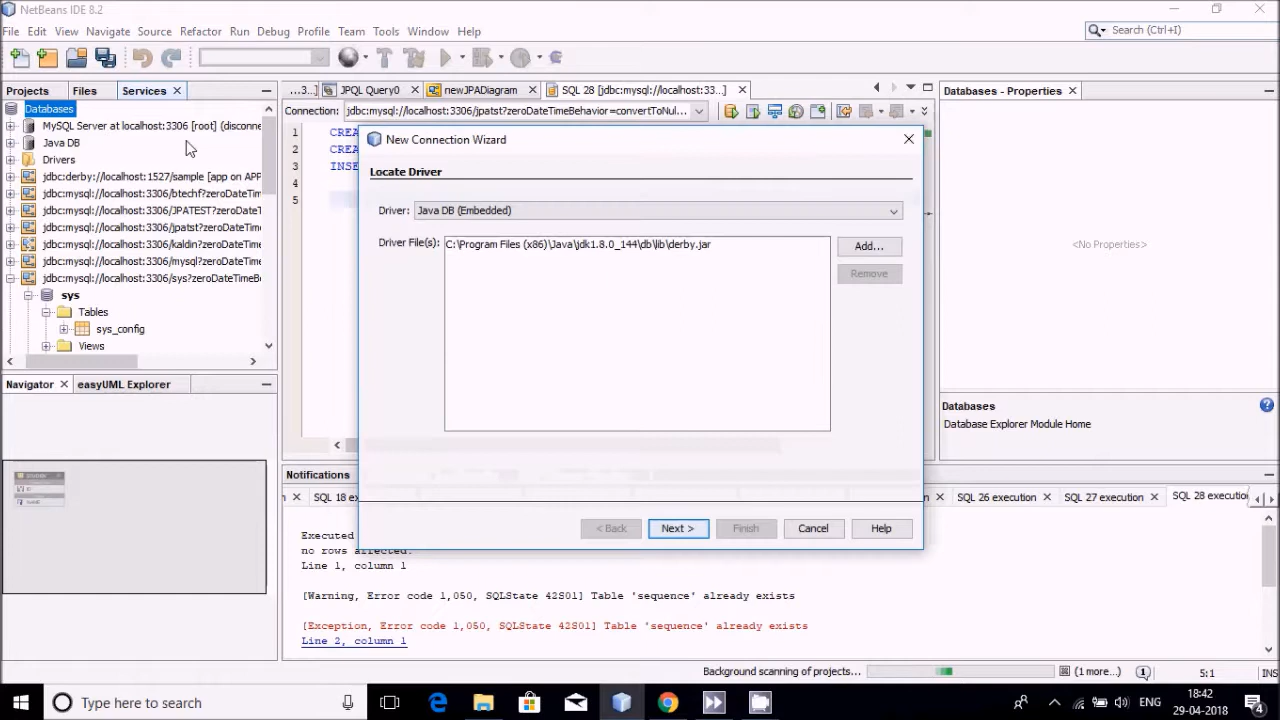 NetBeans IDE 8.2
File Edit View Navigate Source Refactor Run Debug Profile Team Tools Window Help
Search (Ctrl+I)
Projects Files Services
...3...] JPQL Query0 newJPADiagram SQL 28 [jdbc:mysql://localhost:33...]
Databases - Properties
Databases
Connection: jdbc:mysql://localhost:3306/jpatst?zeroDateTimeBehavior=convertToNul...
MySQL Server at localhost:3306 [root] (disconne
Java DB
Drivers
jdbc:derby://localhost:1527/sample [app on APP
jdbc:mysql://localhost:3306/btechf?zeroDateTim
jdbc:mysql://localhost:3306/JPATEST?zeroDateT
jdbc:mysql://localhost:3306/jpatst?zeroDateTime
jdbc:mysql://localhost:3306/kaldin?zeroDateTim
jdbc:mysql://localhost:3306/mysql?zeroDateTime
jdbc:mysql://localhost:3306/sys?zeroDateTimeBe
sys
Tables
sys_config
Views
1 CREA
2 CREA
3 INSE
4
5
New Connection Wizard
Locate Driver
Driver: Java DB (Embedded)
Driver File(s): C:\Program Files (x86)\Java\jdk1.8.0_144\db\lib\derby.jar
Add...
Remove
< Back Next > Finish Cancel Help
<No Properties>
Databases
Database Explorer Module Home
Navigator easyUML Explorer
Notifications
SQL 18 ex SQL 26 execution SQL 27 execution SQL 28 executio
Executed
no rows affected.
Line 1, column 1
[Warning, Error code 1,050, SQLState 42S01] Table 'sequence' already exists
[Exception, Error code 1,050, SQLState 42S01] Table 'sequence' already exists
Line 2, column 1
Background scanning of projects... (1 more...) 1 5:1 INS
Type here to search
ENG
18:42
29-04-2018
4